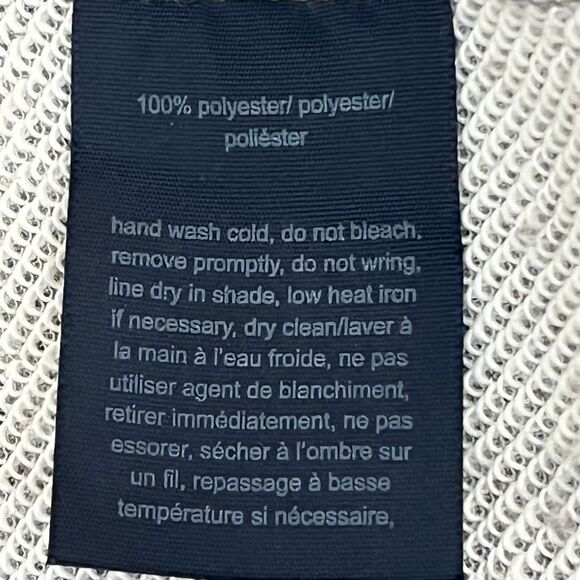 100% polyester/ polyester/
poliéster
hand wash cold, do not bleach,
remove promptly, do not wring,
line dry in shade, low heat iron
if necessary, dry clean/laver à
la main à l'eau froide, ne pas
utiliser agent de blanchiment,
retirer immédiatement, ne pas
essorer, sécher à l'ombre sur
un fil, repassage à basse
température si nécessaire,